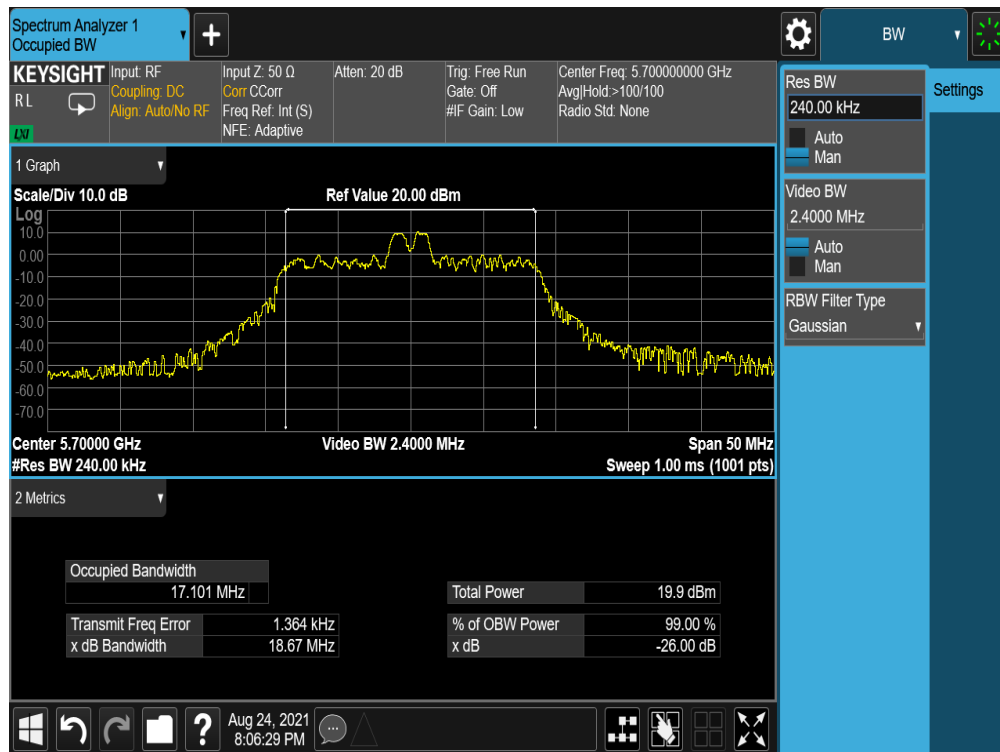 Spectrum Analyzer 1
Occupied BW
+
BW
KEYSIGHT
R L
LXI
Input: RF
Coupling: DC
Align: Auto/No RF
Input Z: 50 Ω
Corr CCorr
Freq Ref: Int (S)
NFE: Adaptive
Atten: 20 dB
Trig: Free Run
Gate: Off
#IF Gain: Low
Center Freq: 5.700000000 GHz
Avg|Hold:>100/100
Radio Std: None
Res BW
240.00 kHz
Auto
Man
Settings
Video BW
2.4000 MHz
Auto
Man
RBW Filter Type
Gaussian
1 Graph
Scale/Div 10.0 dB
Ref Value 20.00 dBm
Log
10.0
0.00
-10.0
-20.0
-30.0
-40.0
-50.0
-60.0
-70.0
Center 5.70000 GHz
Video BW 2.4000 MHz
Span 50 MHz
#Res BW 240.00 kHz
Sweep 1.00 ms (1001 pts)
2 Metrics
Occupied Bandwidth
17.101 MHz
Total Power 19.9 dBm
Transmit Freq Error 1.364 kHz
% of OBW Power 99.00 %
x dB Bandwidth 18.67 MHz
x dB -26.00 dB
?
Aug 24, 2021
8:06:29 PM